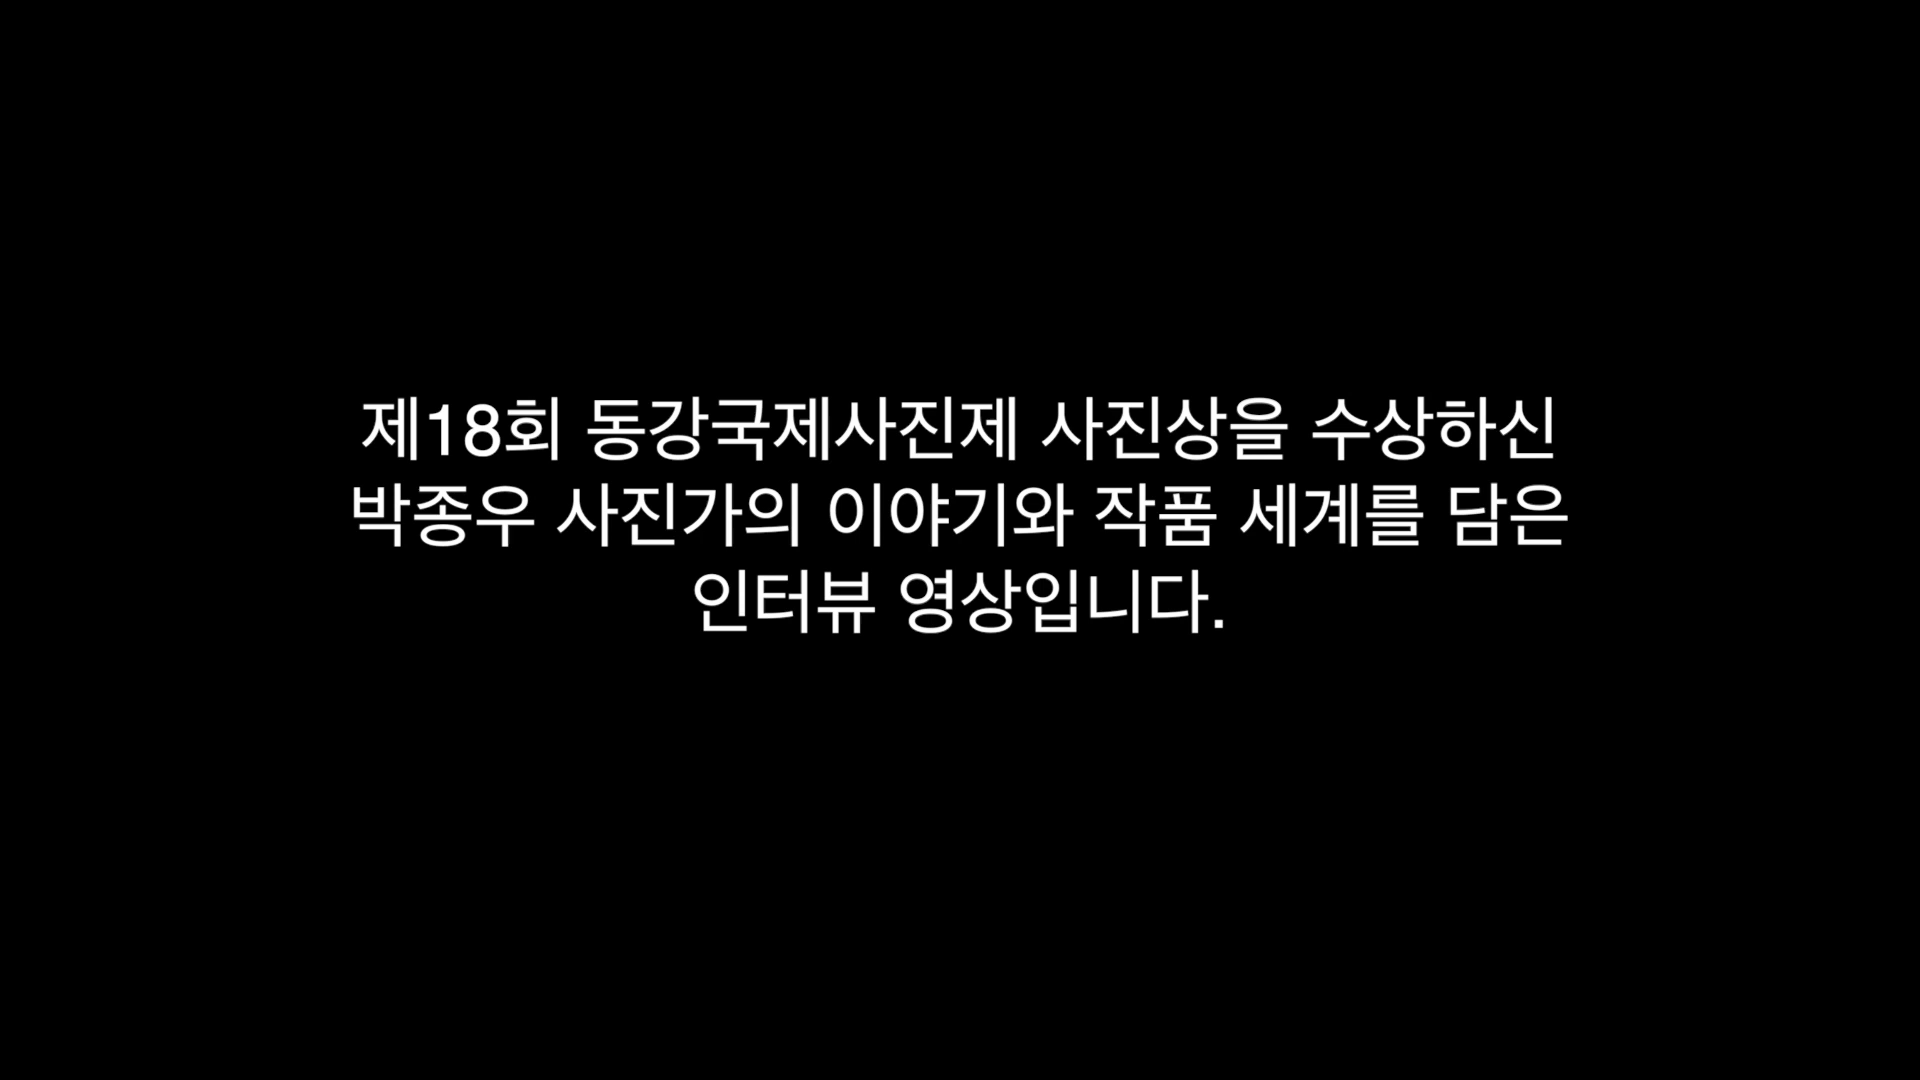 제18회 동강국제사진제 사진상을 수상하신
박종우 사진가의 이야기와 작품 세계를 담은
인터뷰 영상입니다.